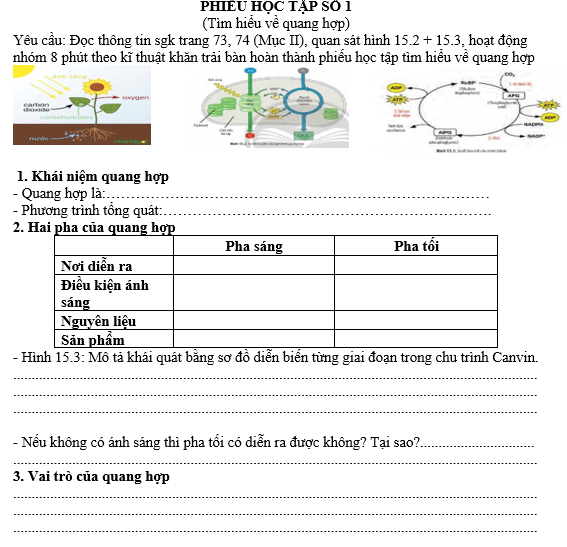 PHIẾU HỌC TẬP SỐ 1
(Tìm hiểu về quang hợp)
Yêu cầu: Đọc thông tin sgk trang 73, 74 (Mục II), quan sát hình 15.2 + 15.3, hoạt động
nhóm 8 phút theo kĩ thuật khăn trải bàn hoàn thành phiếu học tập tìm hiểu về quang hợp
ánh sáng
oxygen
carbon
dioxide
carbohydrate
nước
CO₂
RuBP
ADP
ATP
APG
ATP
ADP
NADPH
NADP⁺
AlPG
1. Khái niệm quang hợp
- Quang hợp là:
- Phương trình tổng quát:
2. Hai pha của quang hợp
Pha sáng Pha tối
Nơi diễn ra
Điều kiện ánh
sáng
Nguyên liệu
Sản phẩm
- Hình 15.3: Mô tả khái quát bằng sơ đồ diễn biến từng giai đoạn trong chu trình Canvin.
- Nếu không có ánh sáng thì pha tối có diễn ra được không? Tại sao?
3. Vai trò của quang hợp